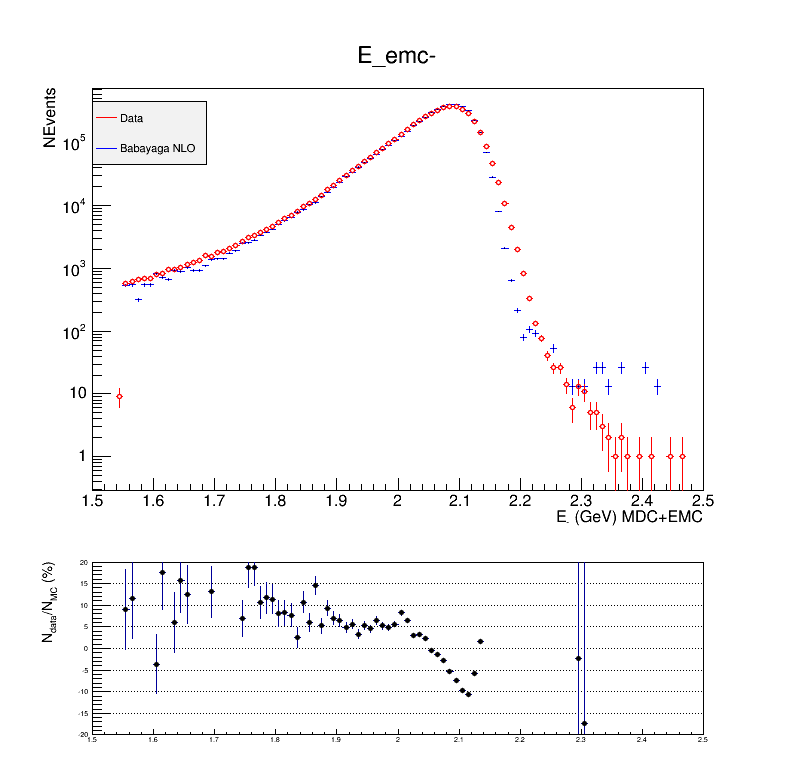 E_emc-
NEvents
Data
Babayaga NLO
10^5
10^4
10^3
10^2
10
1
1.5 1.6 1.7 1.8 1.9 2 2.1 2.2 2.3 2.4 2.5
E_- (GeV) MDC+EMC
N_data/N_MC (%)
20
15
10
5
0
-5
-10
-15
-20
1.5 1.6 1.7 1.8 1.9 2 2.1 2.2 2.3 2.4 2.5